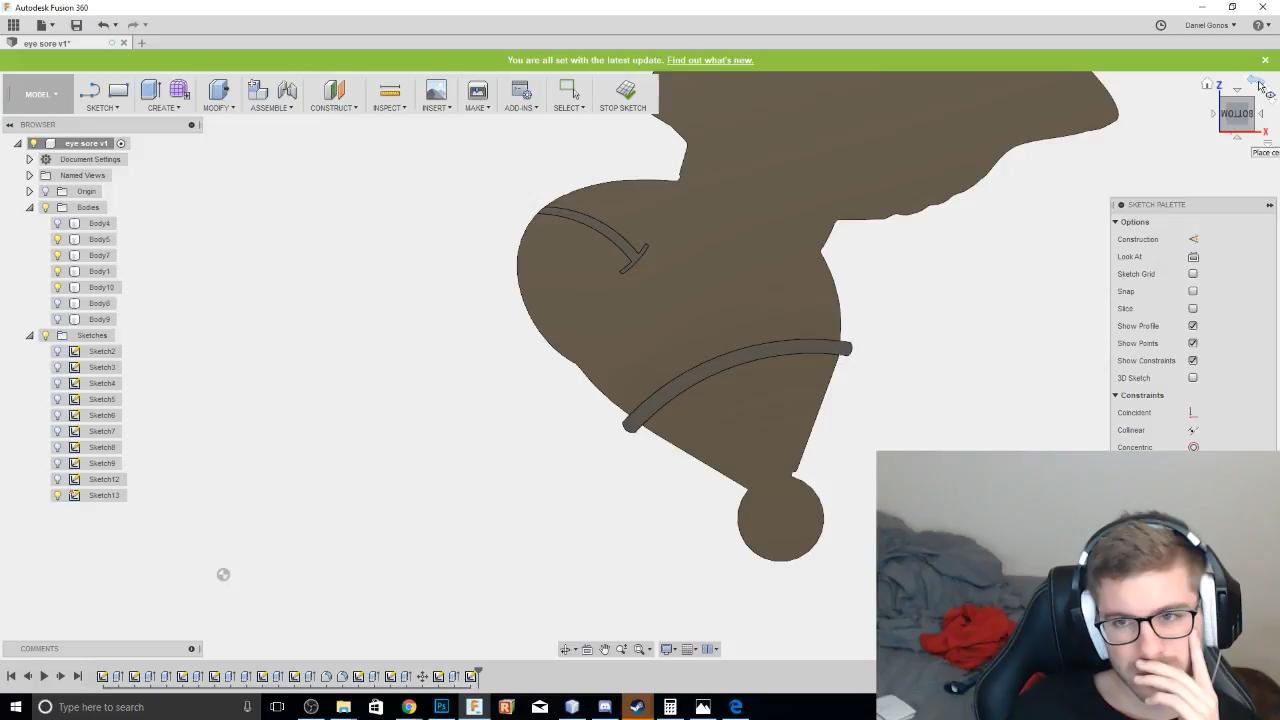 Autodesk Fusion 360
Daniel Gonos
eye sore v1*
You are all set with the latest update. Find out what's new.
MODEL
SKETCH
CREATE
MODIFY
ASSEMBLE
CONSTRUCT
INSPECT
INSERT
MAKE
ADD-INS
SELECT
STOP SKETCH
Z
BOTTOM
X
Place ce
BROWSER
eye sore v1
Document Settings
Named Views
Origin
Bodies
Body4
Body5
Body7
Body1
Body10
Body8
Body9
Sketches
Sketch2
Sketch3
Sketch4
Sketch5
Sketch6
Sketch7
Sketch8
Sketch9
Sketch12
Sketch13
SKETCH PALETTE
Options
Construction
Look At
Sketch Grid
Snap
Slice
Show Profile
Show Points
Show Constraints
3D Sketch
Constraints
Coincident
Collinear
Concentric
COMMENTS
Type here to search